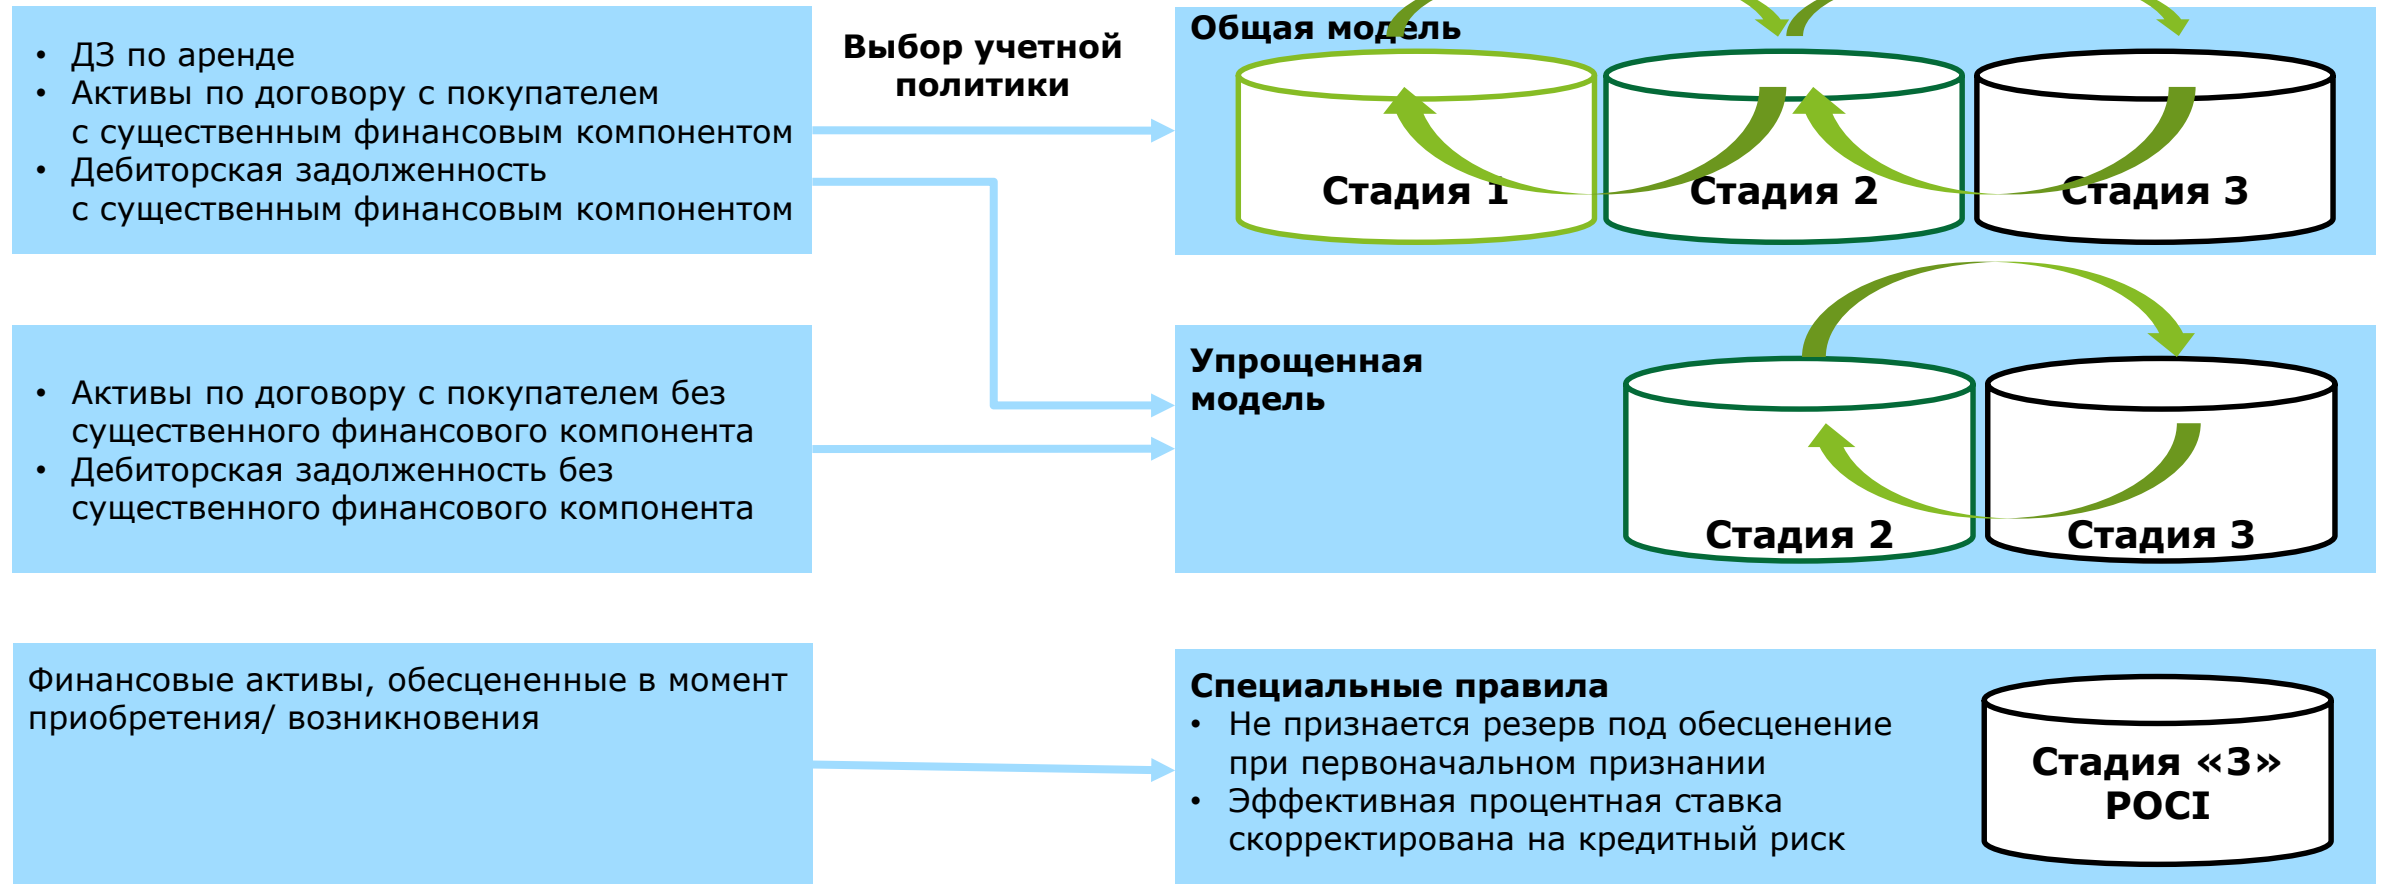 • ДЗ по аренде
• Активы по договору с покупателем
с существенным финансовым компонентом
• Дебиторская задолженность
с существенным финансовым компонентом
Выбор учетной
политики
Общая модель
Стадия 1
Стадия 2
Стадия 3
• Активы по договору с покупателем без
существенного финансового компонента
• Дебиторская задолженность без
существенного финансового компонента
Упрощенная
модель
Стадия 2
Стадия 3
Финансовые активы, обесцененные в момент
приобретения/ возникновения
Специальные правила
• Не признается резерв под обесценение
при первоначальном признании
• Эффективная процентная ставка
скорректирована на кредитный риск
Стадия «3»
POCI